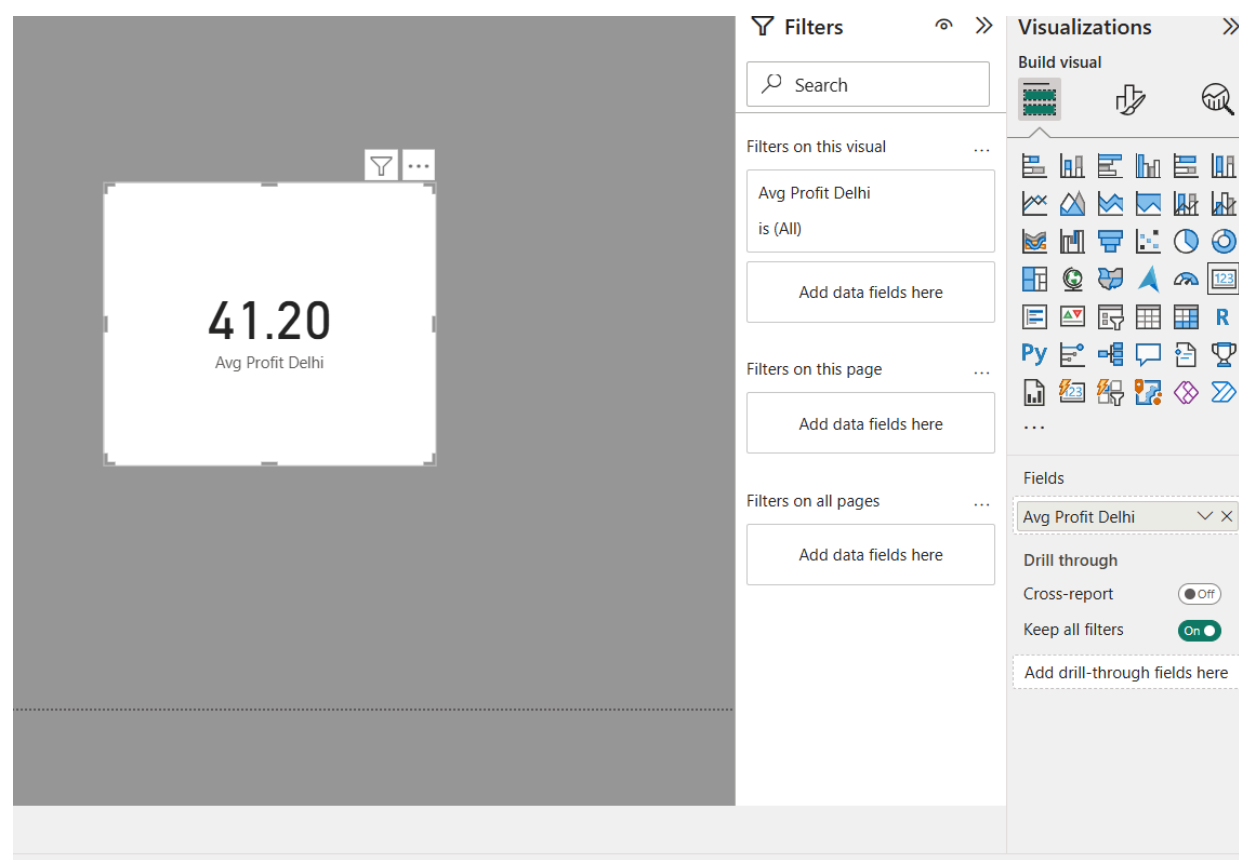 41.20
Avg Profit Delhi
Filters
Search
Filters on this visual
...
Avg Profit Delhi
is (All)
Add data fields here
Filters on this page
...
Add data fields here
Filters on all pages
...
Add data fields here
Visualizations
Build visual
123
R
Py
123
...
Fields
Avg Profit Delhi
Drill through
Cross-report
Off
Keep all filters
On
Add drill-through fields here